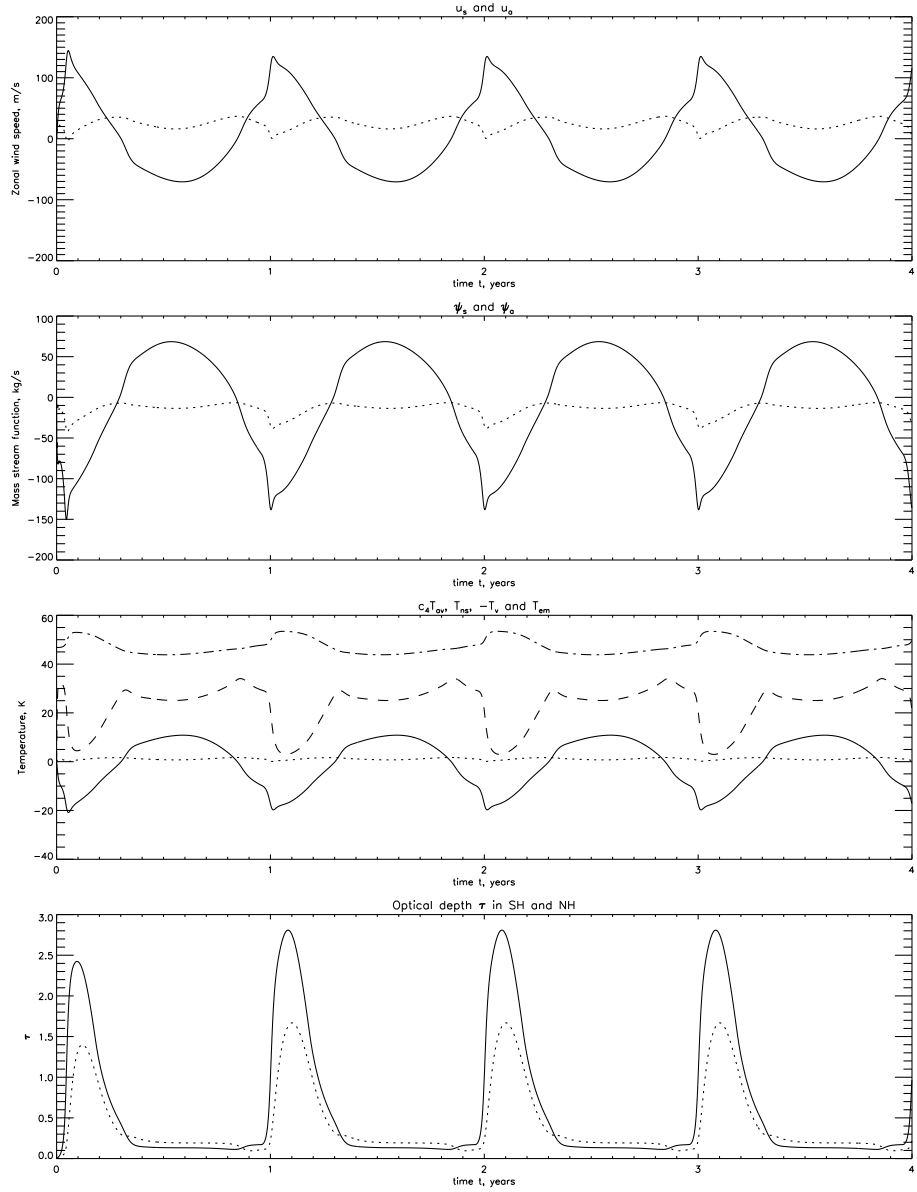 u_s and u_a
200
100
0
−100
−200
Zonal wind speed, m/s
0 1 2 3 4
time t, years
ψ_s and ψ_a
100
50
0
−50
−100
−150
−200
Mass stream function, kg/s
0 1 2 3 4
time t, years
c_4T_av, T_ns, −T_v and T_em
60
40
20
0
−20
−40
Temperature, K
0 1 2 3 4
time t, years
Optical depth τ in SH and NH
3.0
2.5
2.0
1.5
1.0
0.5
0.0
τ
0 1 2 3 4
time t, years